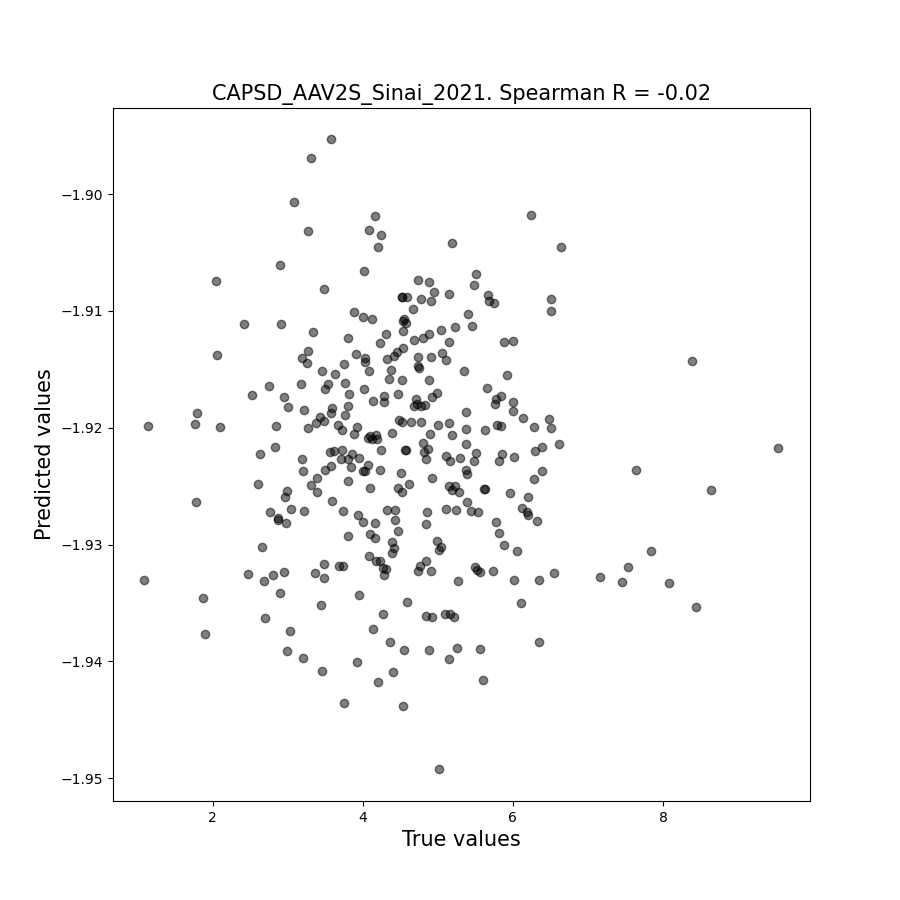 CAPSD_AAV2S_Sinai_2021. Spearman R = -0.02
−1.90
−1.91
−1.92
−1.93
−1.94
−1.95
Predicted values
2 4 6 8
True values